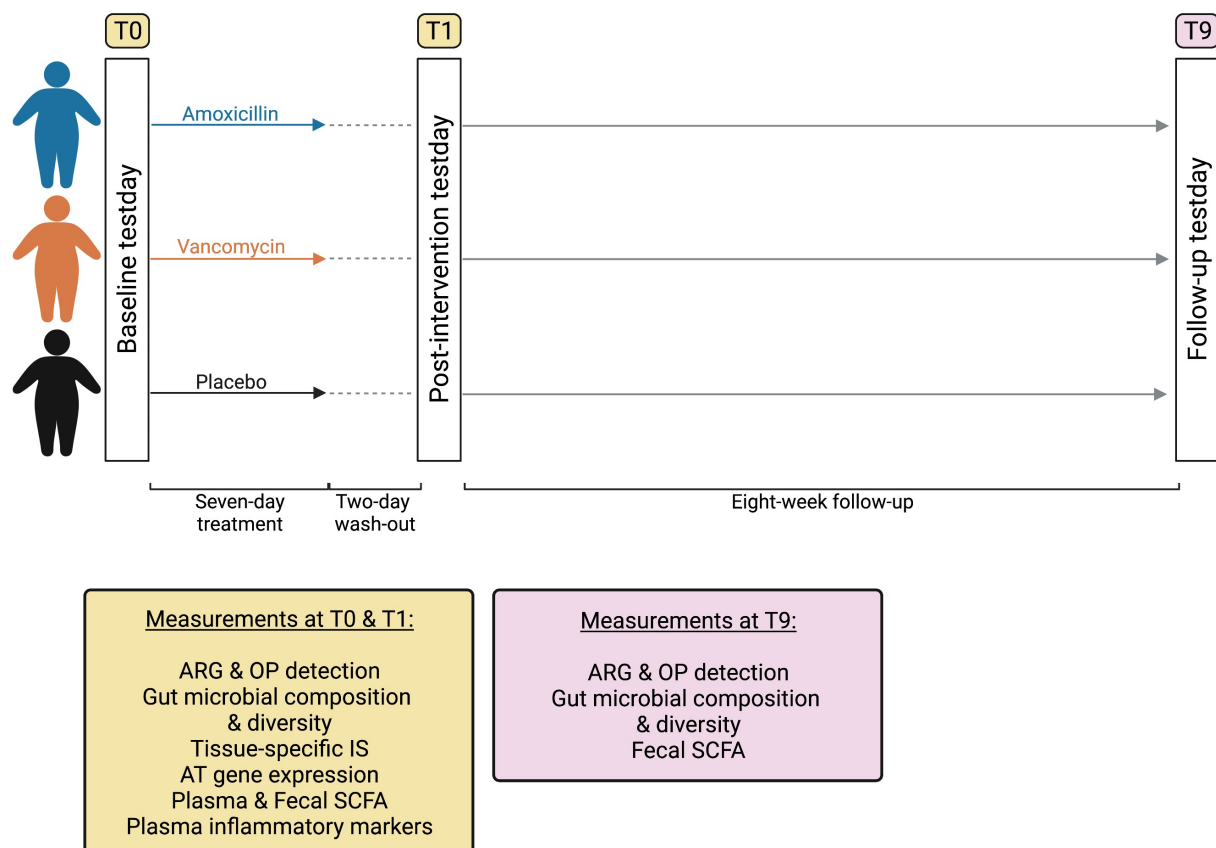 T0
T1
T9
Baseline testday
Amoxicillin
Vancomycin
Placebo
Post-intervention testday
Follow-up testday
Seven-day
treatment
Two-day
wash-out
Eight-week follow-up
Measurements at T0 & T1:
ARG & OP detection
Gut microbial composition
& diversity
Tissue-specific IS
AT gene expression
Plasma & Fecal SCFA
Plasma inflammatory markers
Measurements at T9:
ARG & OP detection
Gut microbial composition
& diversity
Fecal SCFA